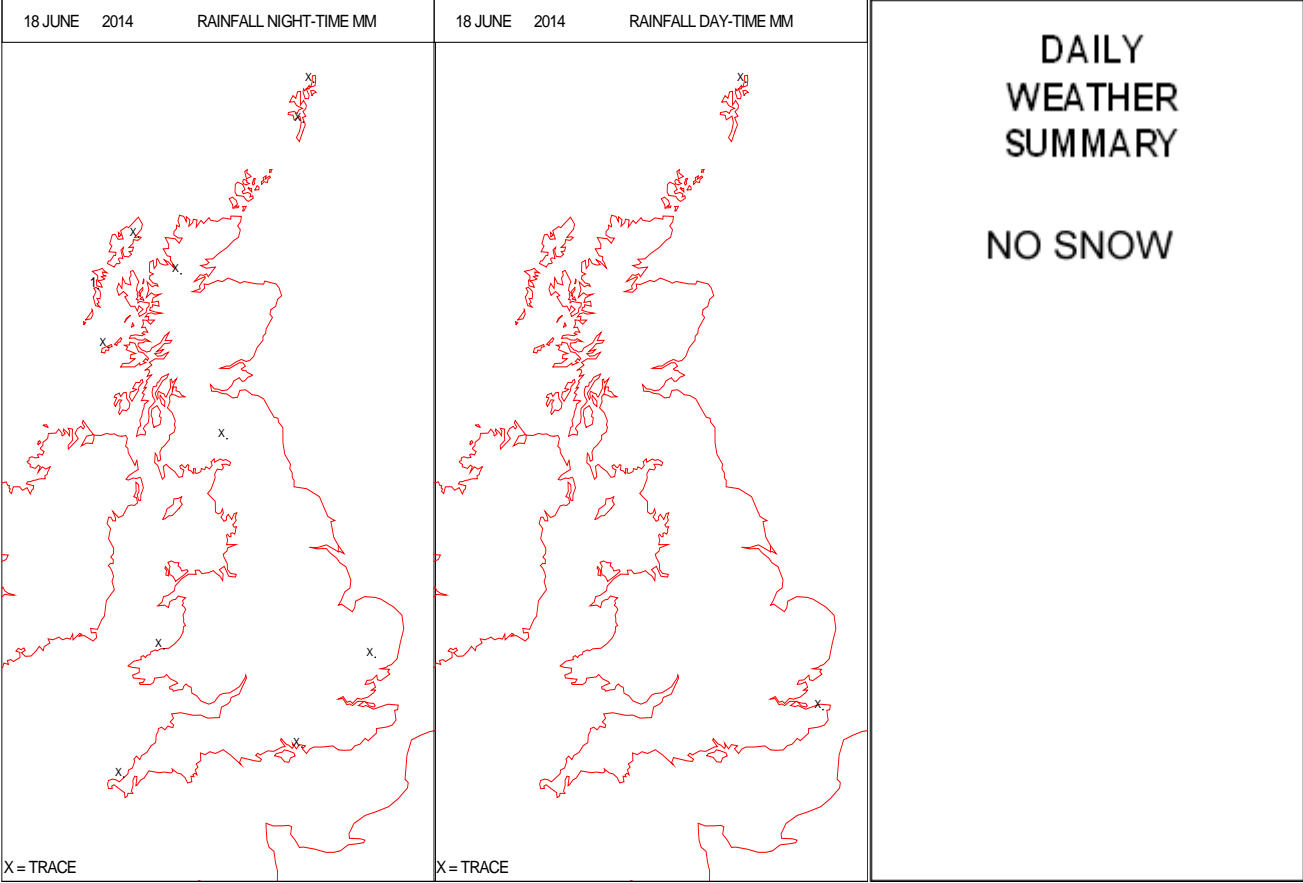 18 JUNE 2014 RAINFALL NIGHT-TIME MM
X
X
X
X
1
X
X
X
X
X
X
X = TRACE
18 JUNE 2014 RAINFALL DAY-TIME MM
X
X
X = TRACE
DAILY
WEATHER
SUMMARY
NO SNOW